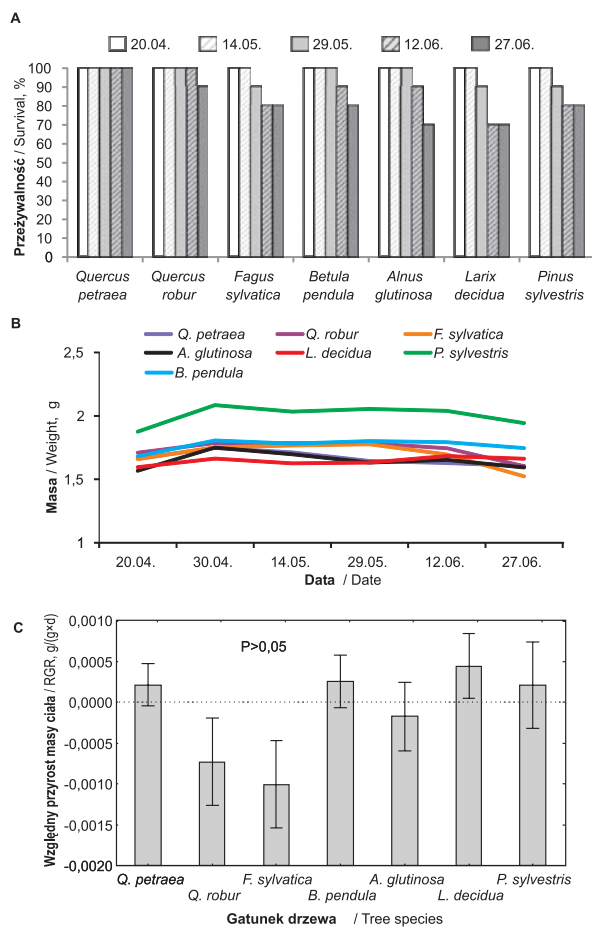 A
20.04. 14.05. 29.05. 12.06. 27.06.
Przeżywalność / Survival, %
100
90
80
70
60
50
40
30
20
10
0
Quercus petraea
Quercus robur
Fagus sylvatica
Betula pendula
Alnus glutinosa
Larix decidua
Pinus sylvestris
B
Q. petraea Q. robur F. sylvatica
A. glutinosa L. decidua P. sylvestris
B. pendula
Masa / Weight, g
2,5
2
1,5
1
20.04. 30.04. 14.05. 29.05. 12.06. 27.06.
Data / Date
C
Względny przyrost masy ciała / RGR, g/(g×d)
P>0,05
0,0010
0,0005
0,0000
-0,0005
-0,0010
-0,0015
-0,0020
Q. petraea
Q. robur
F. sylvatica
B. pendula
A. glutinosa
L. decidua
P. sylvestris
Gatunek drzewa / Tree species